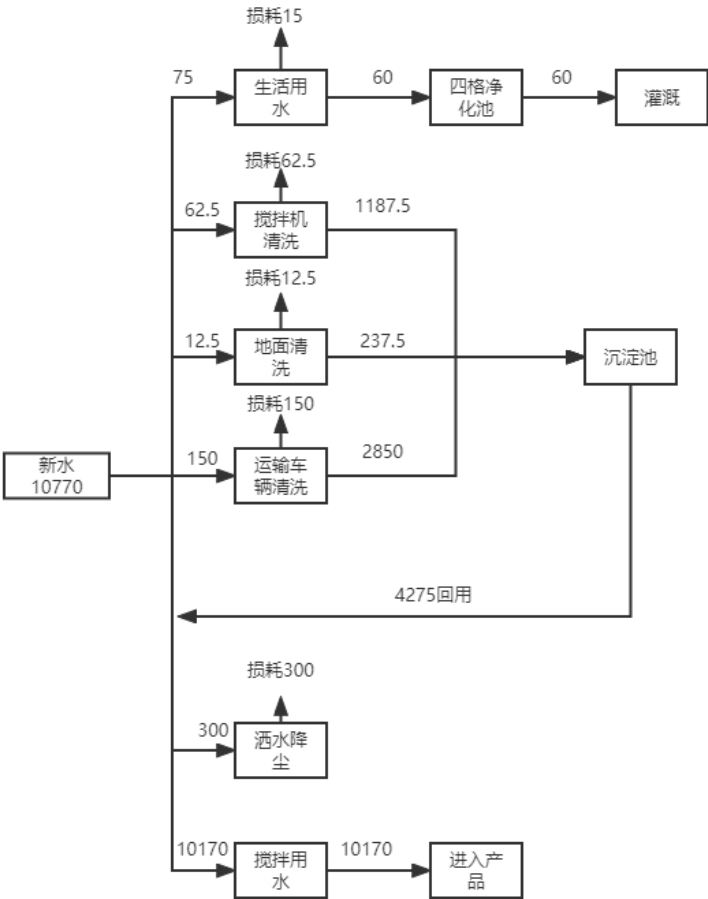 损耗15
75
生活用
水
60
四格净
化池
60
灌溉
损耗62.5
62.5
搅拌机
清洗
1187.5
损耗12.5
12.5
地面清
洗
237.5
沉淀池
损耗150
新水
10770
150
运输车
辆清洗
2850
4275回用
损耗300
300
洒水降
尘
10170
搅拌用
水
10170
进入产
品